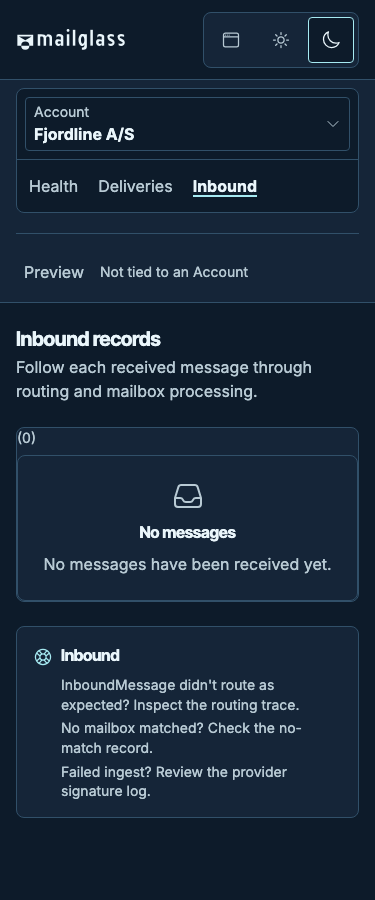 mailglass
Account
Fjordline A/S
Health Deliveries Inbound
Preview Not tied to an Account
Inbound records
Follow each received message through
routing and mailbox processing.
(0)
No messages
No messages have been received yet.
Inbound
InboundMessage didn't route as
expected? Inspect the routing trace.
No mailbox matched? Check the no-
match record.
Failed ingest? Review the provider
signature log.